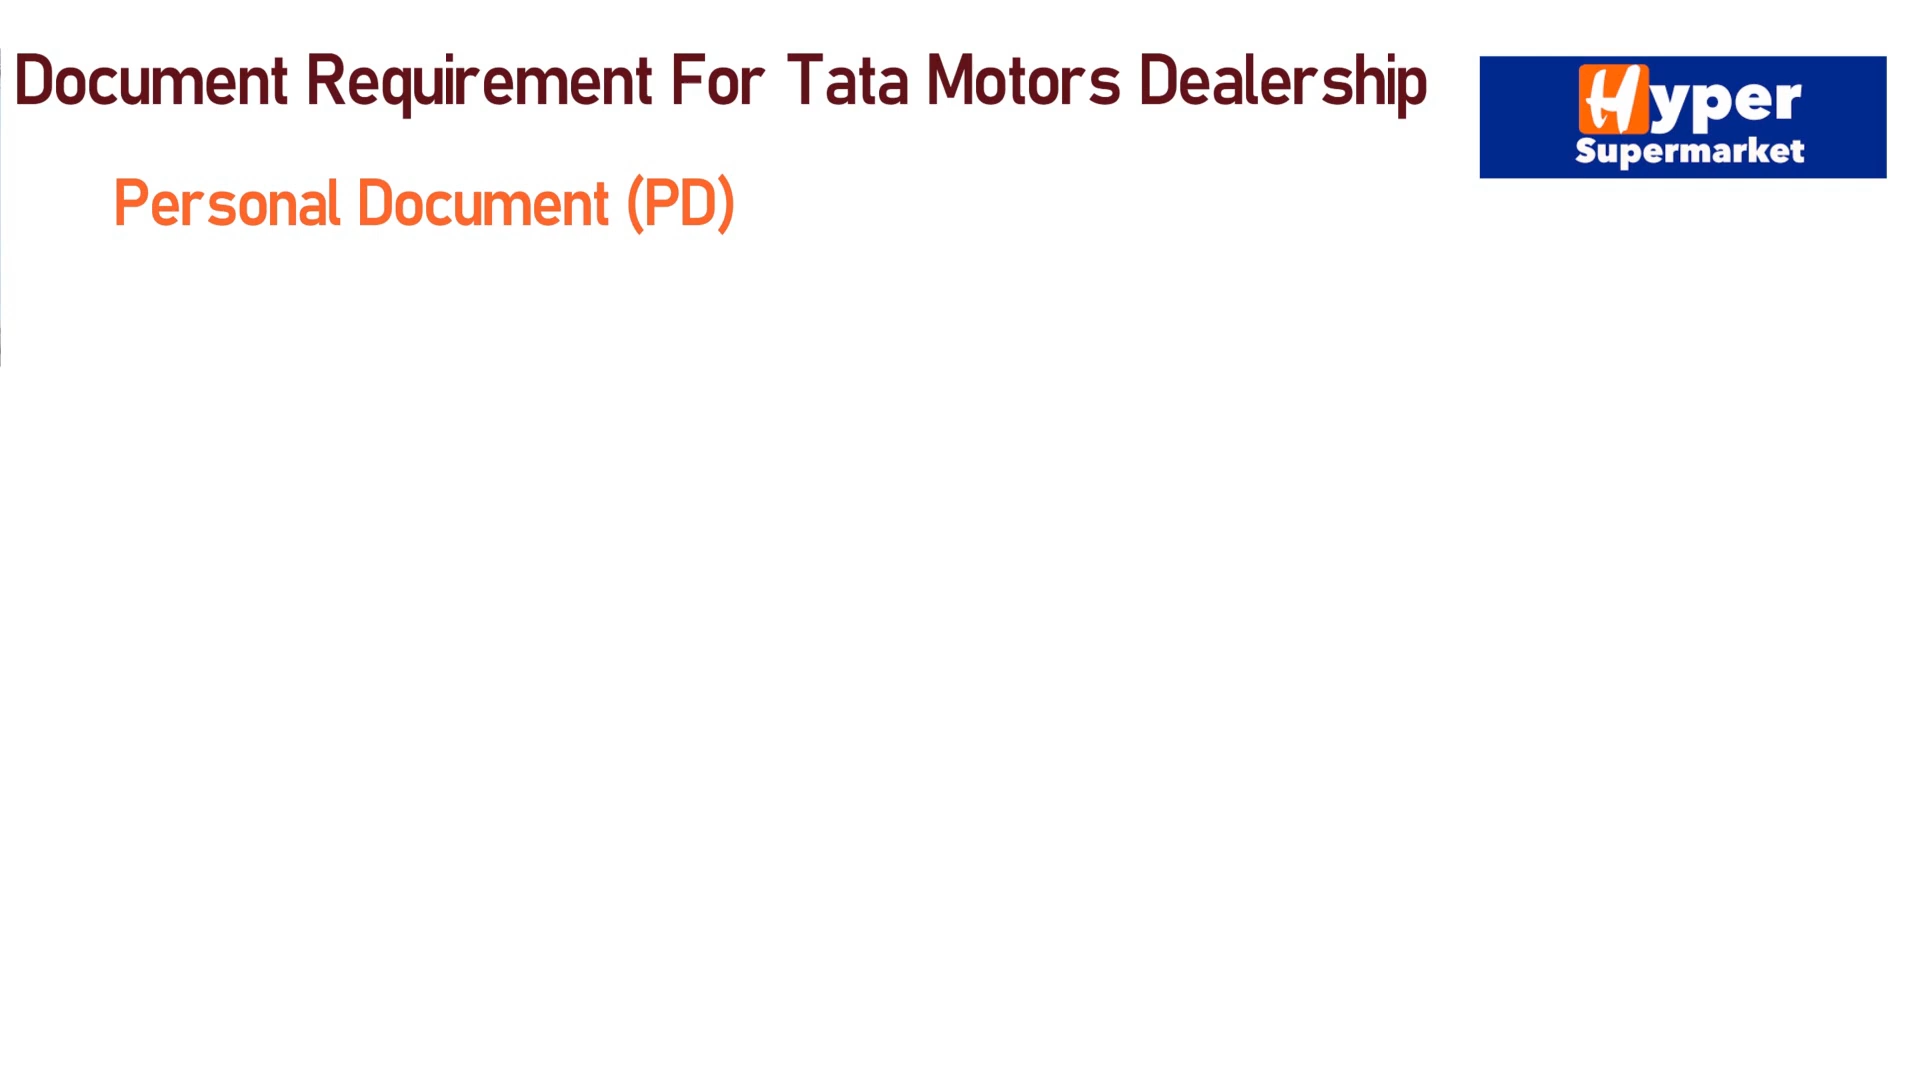 Document Requirement For Tata Motors Dealership
Hyper
Supermarket
Personal Document (PD)